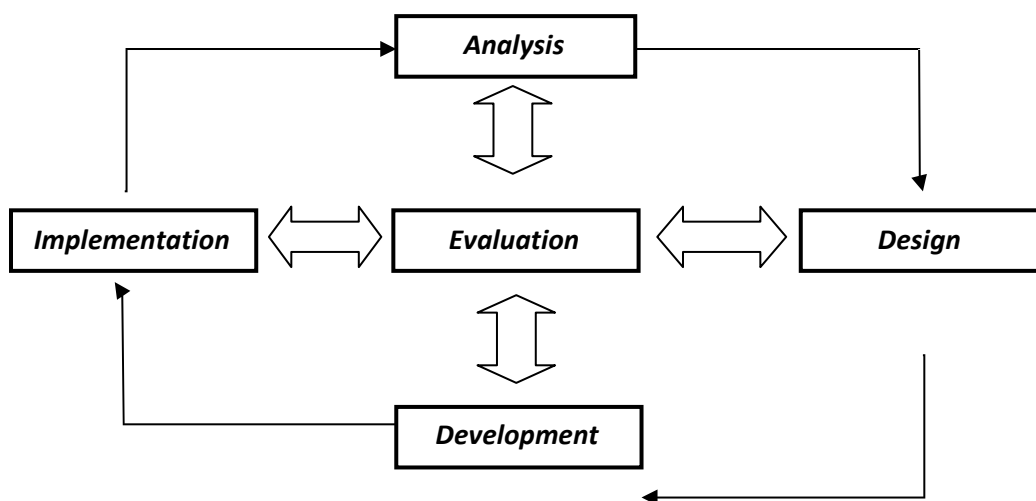 Analysis
Implementation
Evaluation
Design
Development